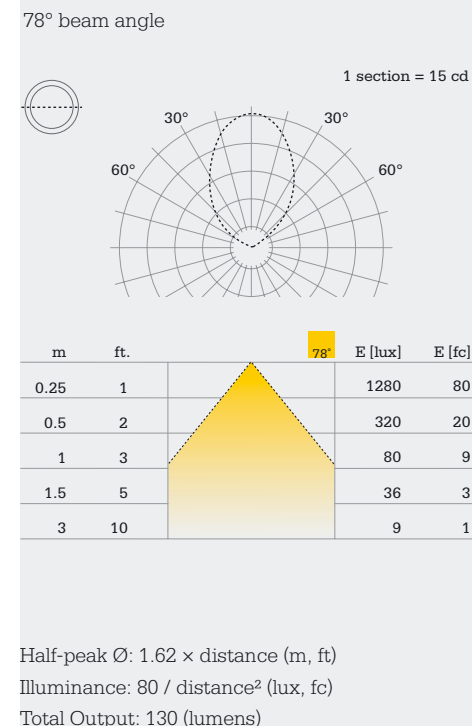 78° beam angle
1 section = 15 cd
30° 30°
60° 60°
m ft. 78° E [lux] E [fc]
0.25 1 1280 80
0.5 2 320 20
1 3 80 9
1.5 5 36 3
3 10 9 1
Half-peak Ø: 1.62 × distance (m, ft)
Illuminance: 80 / distance² (lux, fc)
Total Output: 130 (lumens)